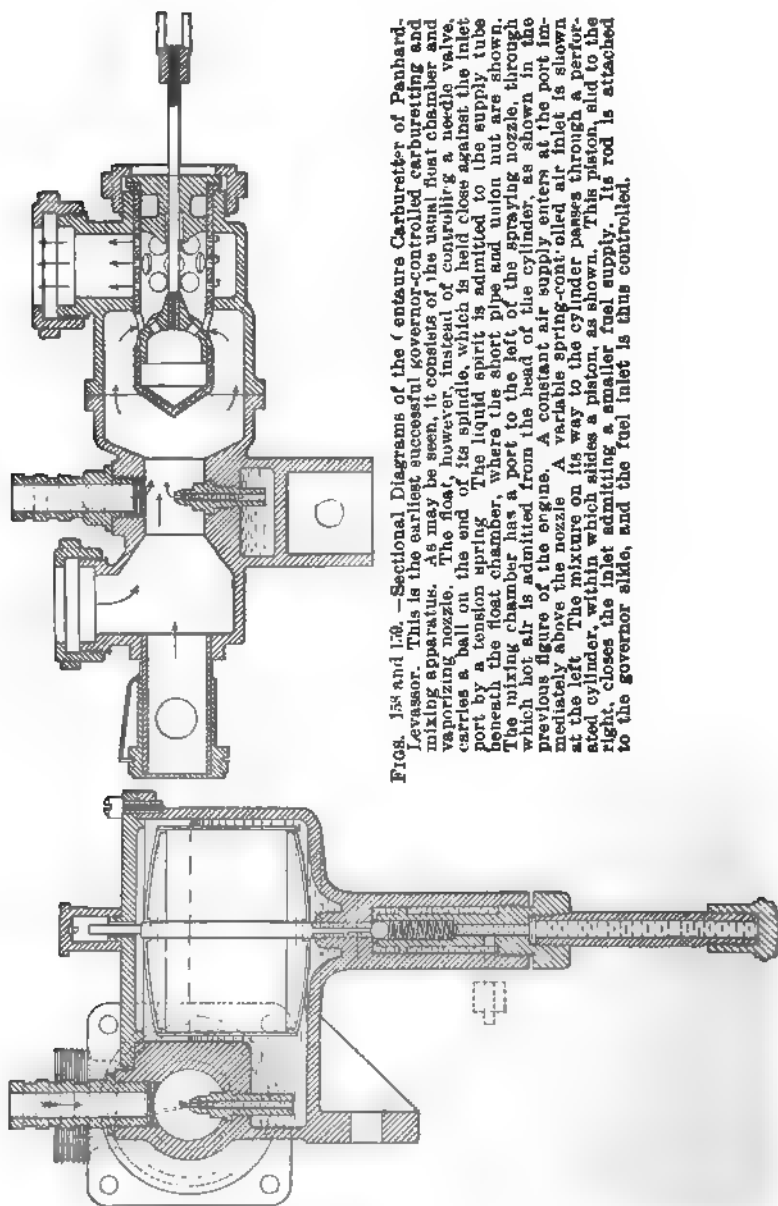 FIGS. 158 and 159.—Sectional Diagrams of the Centaure Carburetter of Panhard-
Levassor. This is the earliest successful governor-controlled carbureting and
mixing apparatus. As may be seen, it consists of the usual float chamber and
vaporizing nozzle. The float, however, instead of controlling a needle valve,
carries a ball on the end of its spindle, which is held close against the inlet
port by a tension spring The liquid spirit is admitted to the supply tube
beneath the float chamber, where the short pipe and union nut are shown.
The mixing chamber has a port to the left of the spraying nozzle, through
which hot air is admitted from the head of the cylinder, as shown in the
previous figure of the engine. A constant air supply enters at the port im-
mediately above the nozzle A variable spring-controlled air inlet is shown
at the left The mixture on its way to the cylinder passes through a perfor-
ated cylinder, within which slides a piston, as shown. This piston, slid to the
right, closes the inlet admitting a smaller fuel supply. Its rod is attached
to the governor slide, and the fuel inlet is thus controlled.